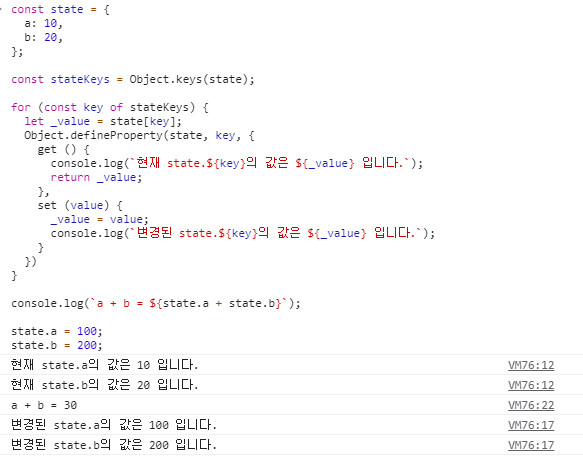 const state = {
  a: 10,
  b: 20,
};

const stateKeys = Object.keys(state);

for (const key of stateKeys) {
  let _value = state[key];
  Object.defineProperty(state, key, {
    get () {
      console.log(`현재 state.${key}의 값은 ${_value} 입니다.`);
      return _value;
    },
    set (value) {
      _value = value;
      console.log(`변경된 state.${key}의 값은 ${_value} 입니다.`);
    }
  })
}

console.log(`a + b = ${state.a + state.b}`);

state.a = 100;
state.b = 200;
현재 state.a의 값은 10 입니다. VM76:12
현재 state.b의 값은 20 입니다. VM76:12
a + b = 30 VM76:22
변경된 state.a의 값은 100 입니다. VM76:17
변경된 state.b의 값은 200 입니다. VM76:17